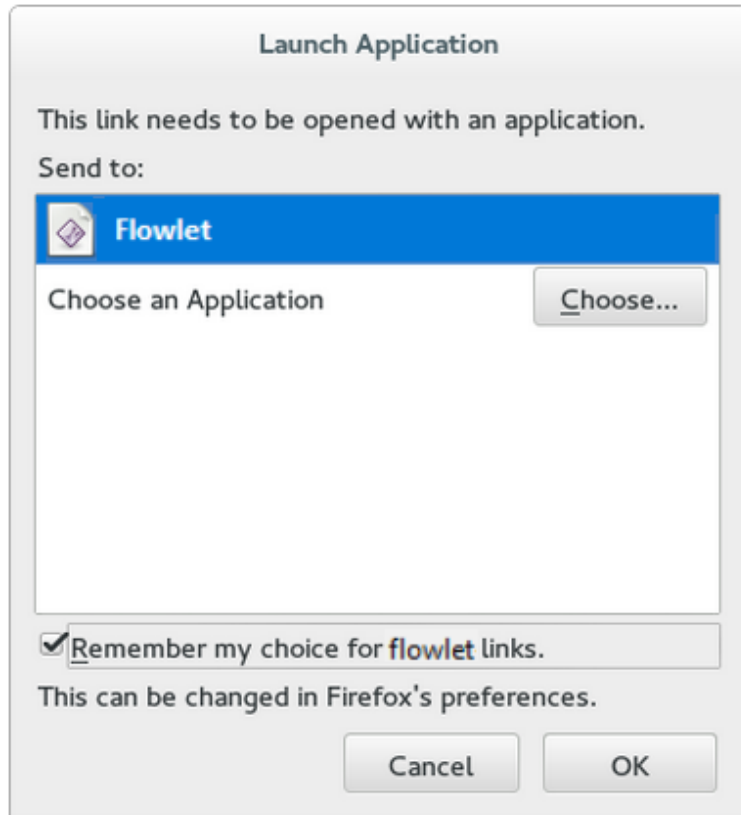 Launch Application
This link needs to be opened with an application.
Send to:
Flowlet
Choose an Application Choose...
Remember my choice for flowlet links.
This can be changed in Firefox's preferences.
Cancel OK